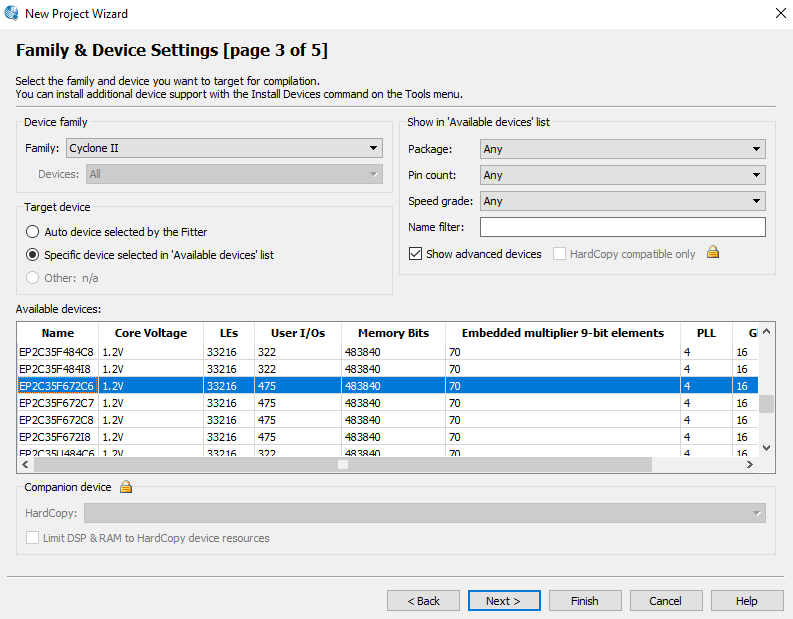 New Project Wizard
Family & Device Settings [page 3 of 5]
Select the family and device you want to target for compilation.
You can install additional device support with the Install Devices command on the Tools menu.
Device family
Family: Cyclone II
Devices: All
Target device
Auto device selected by the Fitter
Specific device selected in 'Available devices' list
Other: n/a
Show in 'Available devices' list
Package: Any
Pin count: Any
Speed grade: Any
Name filter:
Show advanced devices HardCopy compatible only
Available devices:
Name Core Voltage LEs User I/Os Memory Bits Embedded multiplier 9-bit elements PLL G
EP2C35F484C8 1.2V 33216 322 483840 70 4 16
EP2C35F484I8 1.2V 33216 322 483840 70 4 16
EP2C35F672C6 1.2V 33216 475 483840 70 4 16
EP2C35F672C7 1.2V 33216 475 483840 70 4 16
EP2C35F672C8 1.2V 33216 475 483840 70 4 16
EP2C35F672I8 1.2V 33216 475 483840 70 4 16
EP2C35U484C6 1.2V 33216 322 483840 70 4 16
Companion device
HardCopy:
Limit DSP & RAM to HardCopy device resources
< Back Next > Finish Cancel Help